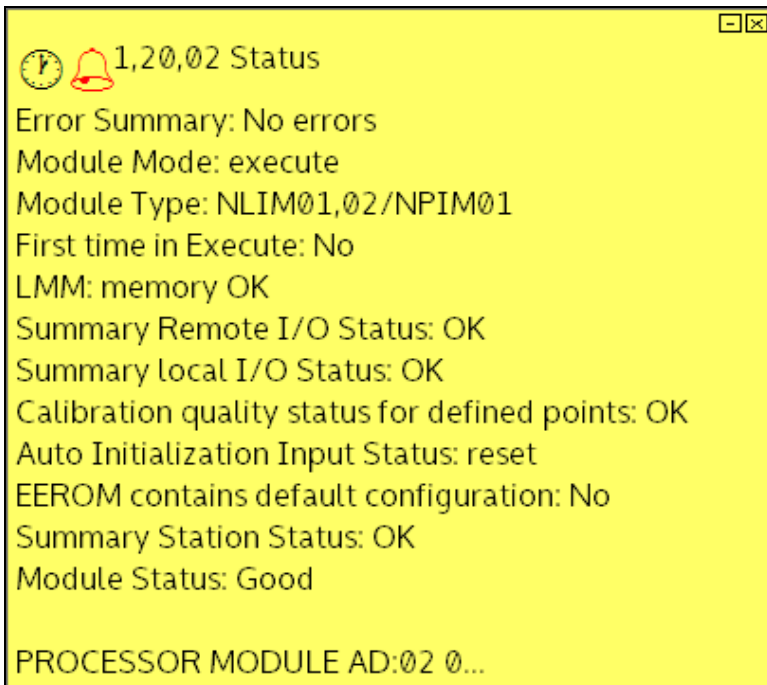 1,20,02 Status
Error Summary: No errors
Module Mode: execute
Module Type: NLIM01,02/NPIM01
First time in Execute: No
LMM: memory OK
Summary Remote I/O Status: OK
Summary local I/O Status: OK
Calibration quality status for defined points: OK
Auto Initialization Input Status: reset
EEROM contains default configuration: No
Summary Station Status: OK
Module Status: Good
PROCESSOR MODULE AD:02 0...